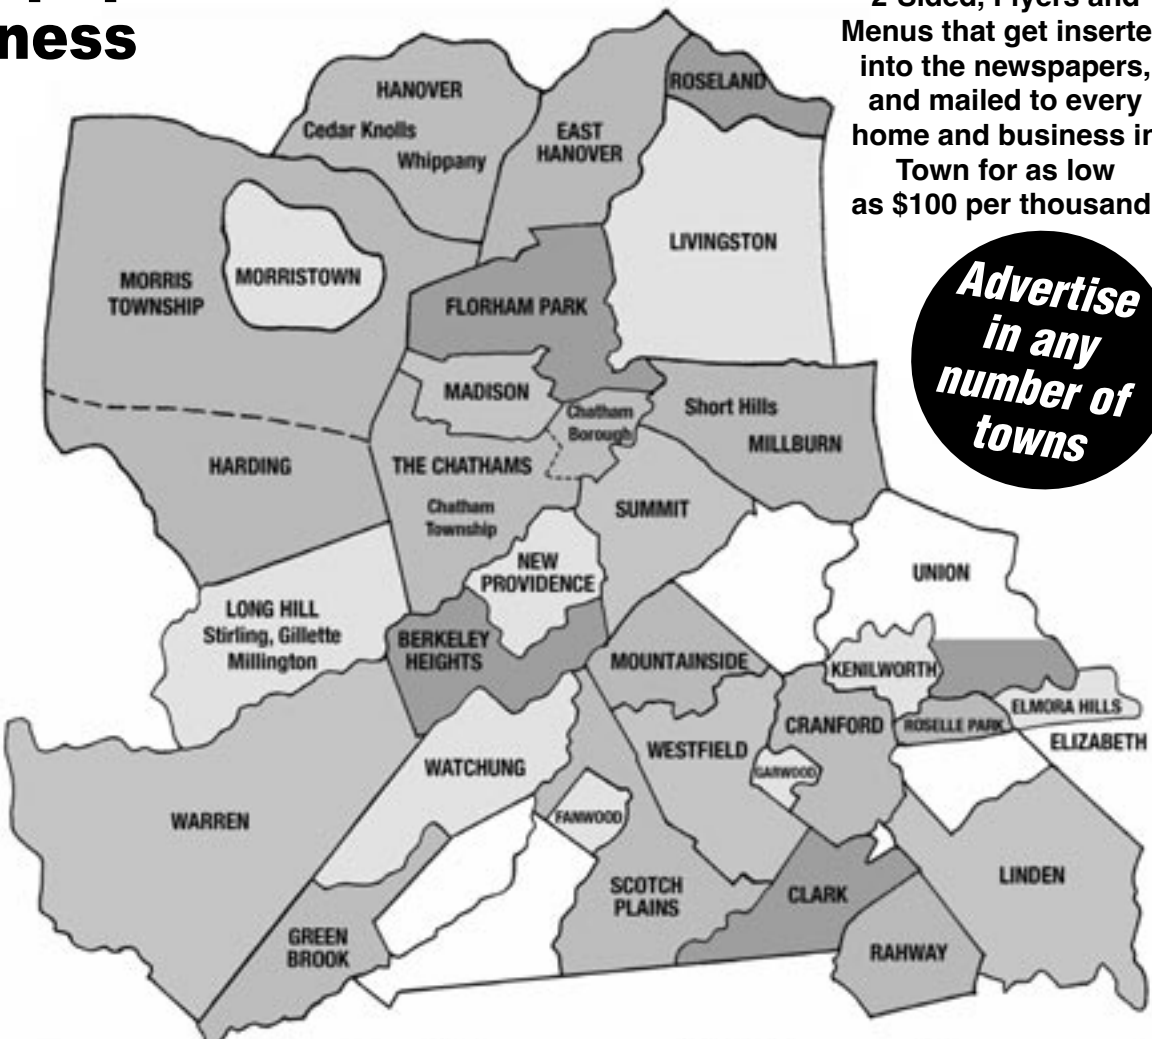 ness
2-Sided, Flyers and
Menus that get inserte
into the newspapers,
and mailed to every
home and business in
Town for as low
as $100 per thousand
Advertise
in any
number of
towns
HANOVER
Cedar Knolls
Whippany
EAST
HANOVER
ROSELAND
LIVINGSTON
MORRIS
TOWNSHIP
MORRISTOWN
FLORHAM PARK
MADISON
Chatham
Borough
Short Hills
MILLBURN
HARDING
THE CHATHAMS
Chatham
Township
SUMMIT
NEW
PROVIDENCE
UNION
LONG HILL
Stirling, Gillette
Millington
BERKELEY
HEIGHTS
MOUNTAINSIDE
KENILWORTH
ELMORA HILLS
CRANFORD
ROSELLE PARK
ELIZABETH
WESTFIELD
GARWOOD
WATCHUNG
WARREN
FANWOOD
SCOTCH
PLAINS
CLARK
LINDEN
GREEN
BROOK
RAHWAY